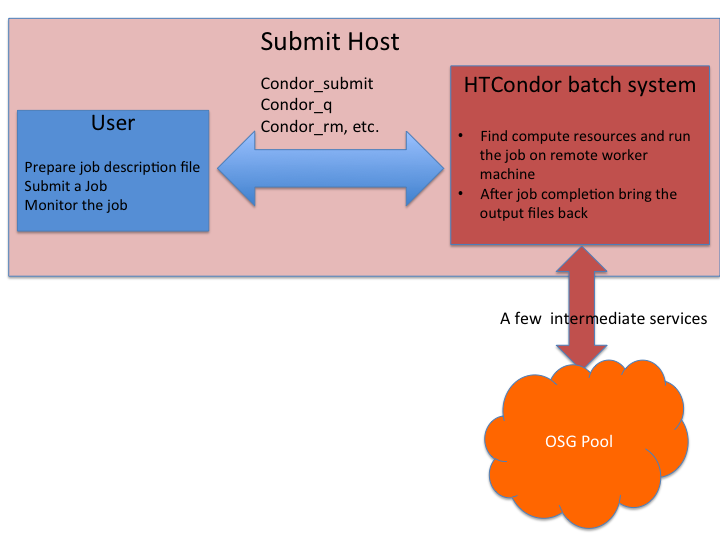 Submit Host
Condor_submit
Condor_q
Condor_rm, etc.
User
Prepare job description file
Submit a Job
Monitor the job
HTCondor batch system
• Find compute resources and run
the job on remote worker
machine
• After job completion bring the
output files back
A few intermediate services
OSG Pool